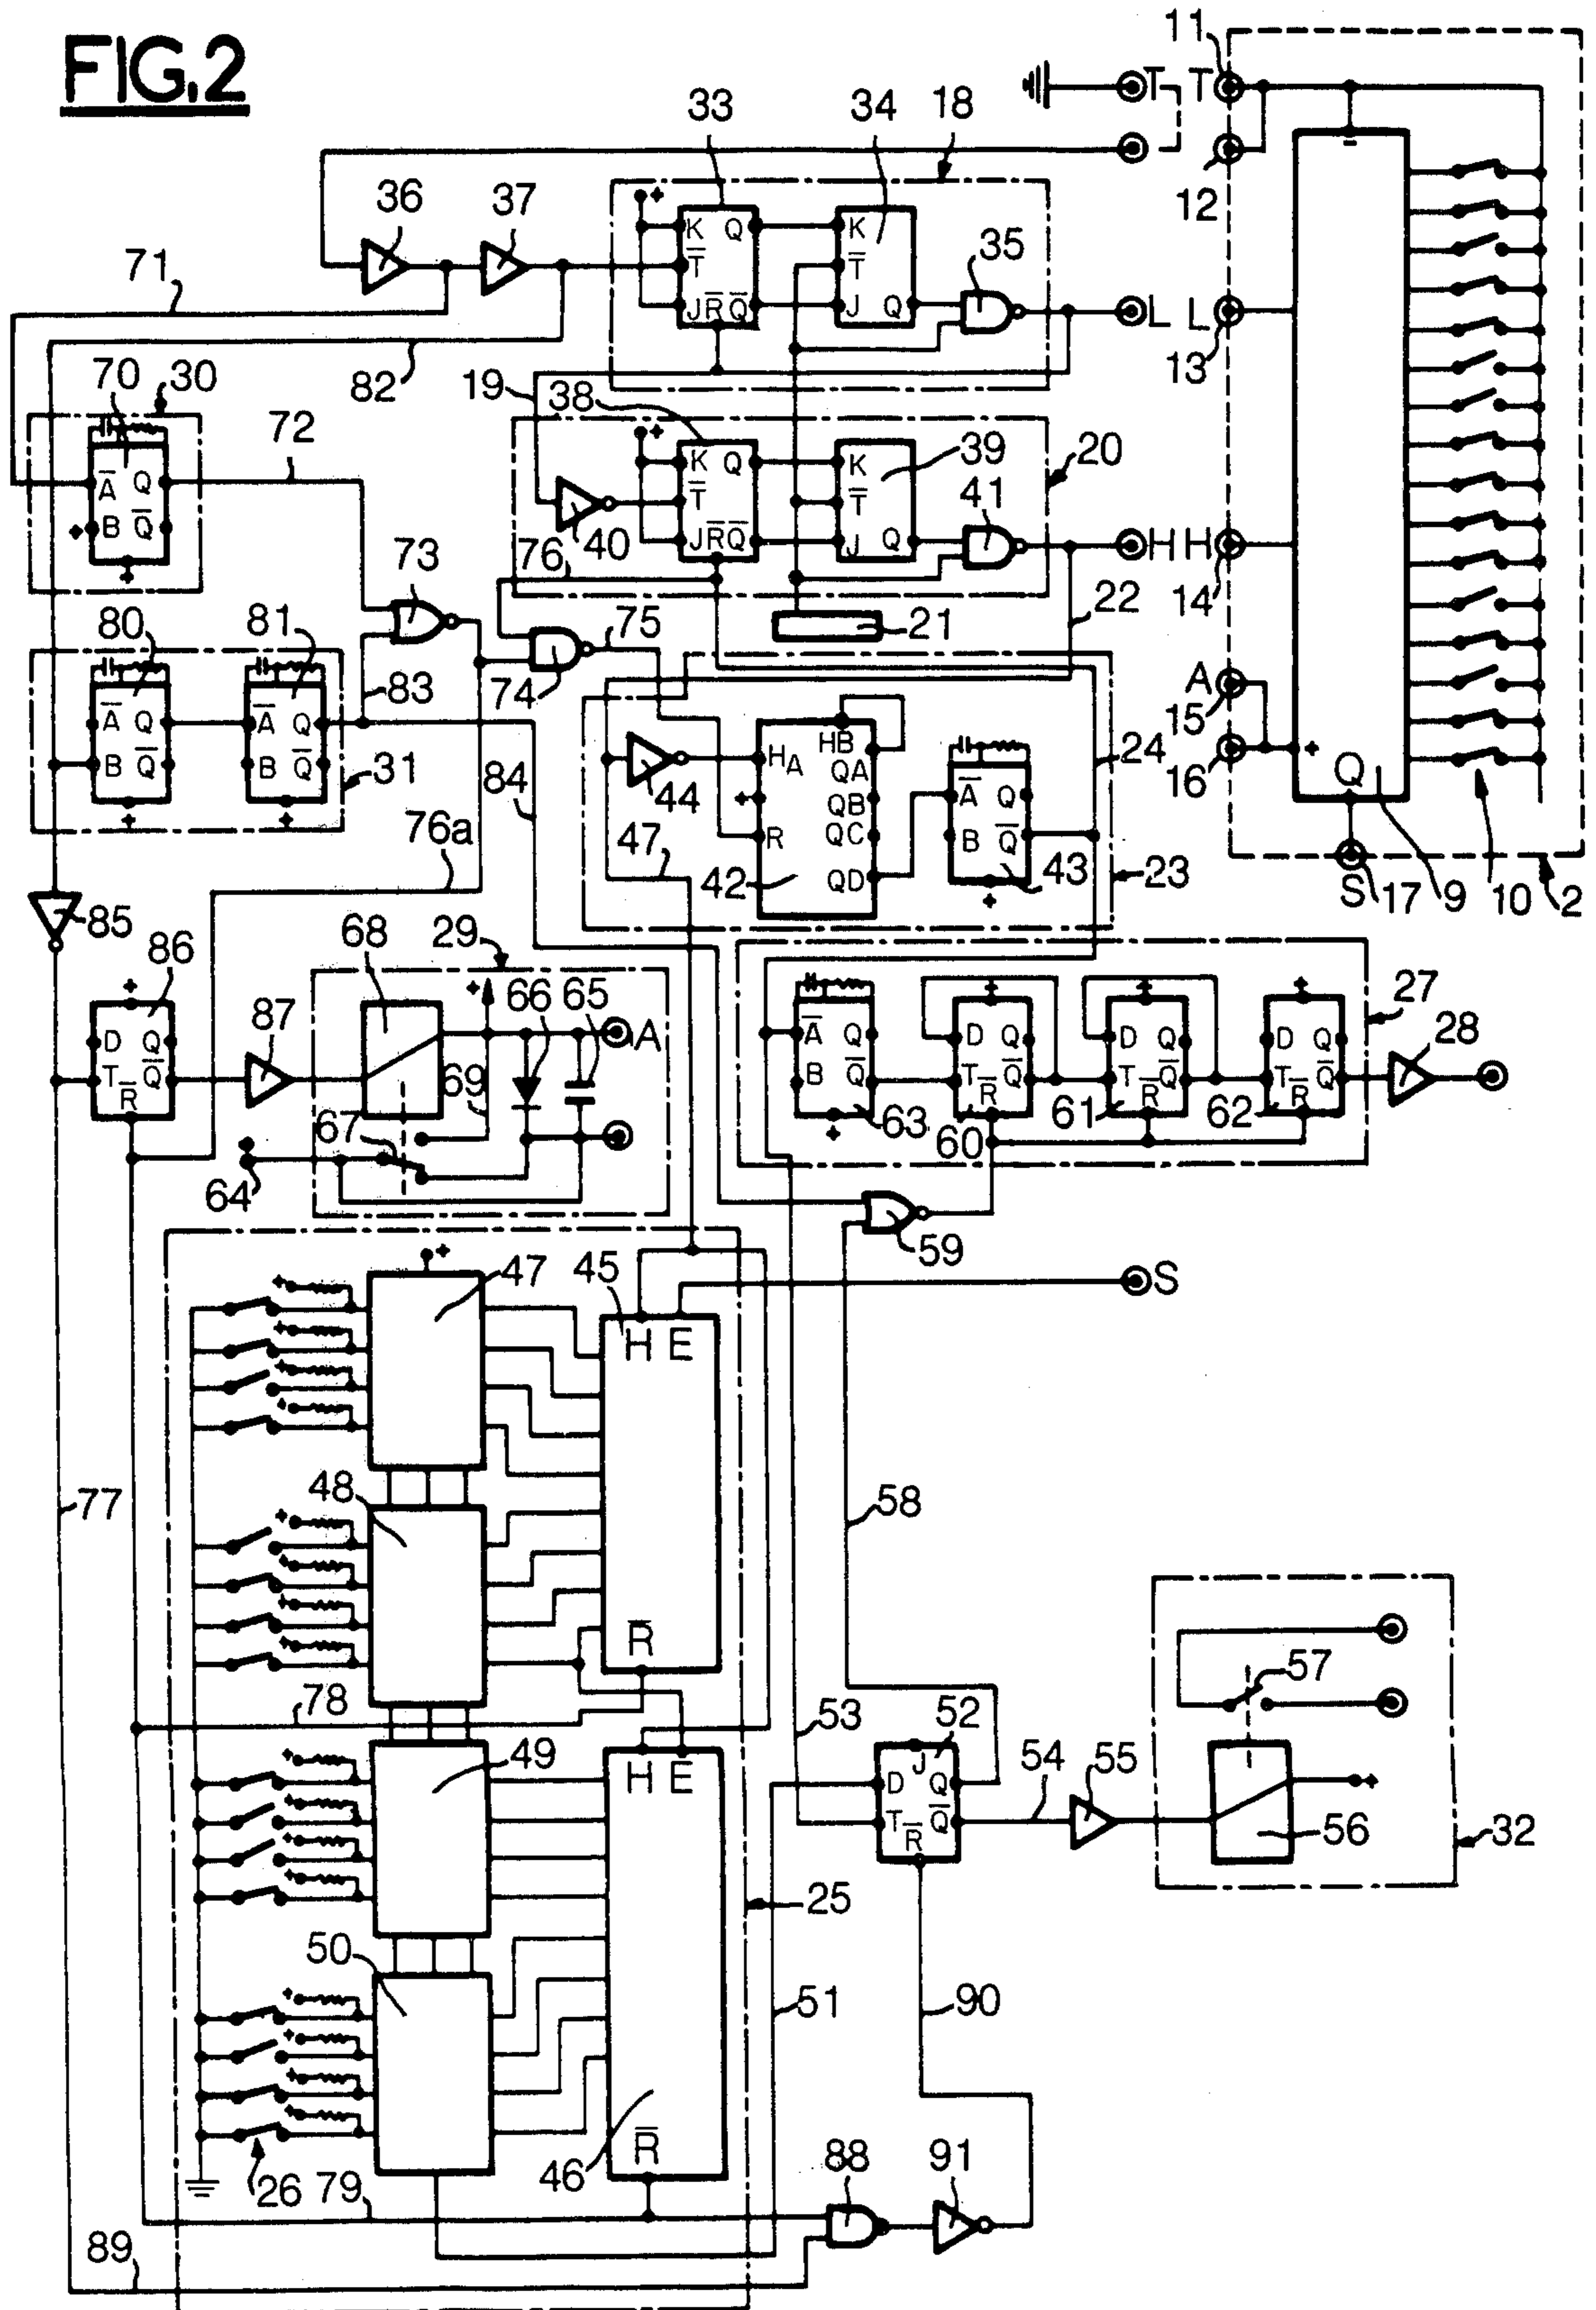 FIG.2
11
T T
33 34 18
12
36 37
K Q K
T̅ T̅
J R̅ Q̅ J Q
35
71
L L
13
82
70 30
19
38
72
A̅ Q
B Q̅
+
K Q K
T̅ T̅
J R̅ Q̅ J Q
39
20
41
40
76
H H
14
73
22
80 81
75
21
74
83
A̅ Q A̅ Q
B Q̅ B Q̅
31
A
15
16
+
24
44
HA HB
QA
QB
QC
QD
R
+
A̅ Q
B Q̅
42 43
23
84
76a
47
Q
S 17 9 10 2
85
86
68 29
66 65
A
69
67
64
87
D Q
T Q̅
R̅
27
28
A̅ Q D Q D Q D Q
B Q̅ T Q̅ T Q̅ T Q̅
R̅ R̅ R̅
63 60 61 62
59
47 45
S
H E
77
48
58
R̅
78
57
53
52
49
H E
J
D Q
T Q̅
R̅
54 55
56
32
25
50
51
90
R̅
26 79
46
88 91
89